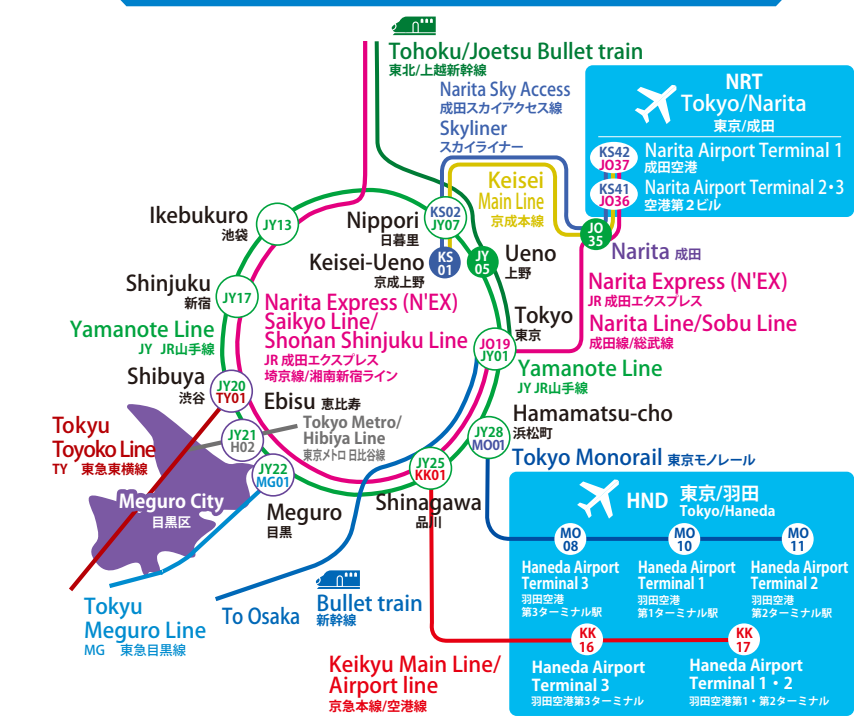 Tohoku/Joetsu Bullet train
東北/上越新幹線
Narita Sky Access
成田スカイアクセス線
Skyliner
スカイライナー
NRT
Tokyo/Narita
東京/成田
KS42
JO37
Narita Airport Terminal 1
成田空港
KS41
JO36
Narita Airport Terminal 2・3
空港第２ビル
Keisei
Main Line
京成本線
Ikebukuro
池袋
JY13
Nippori
日暮里
KS02
JY07
Keisei-Ueno
京成上野
KS
01
JY
05
Ueno
上野
JO
35
Narita 成田
Shinjuku
新宿
JY17
Narita Express (N'EX)
Saikyo Line/
Shonan Shinjuku Line
JR 成田エクスプレス
埼京線/湘南新宿ライン
Tokyo
東京
JO19
JY01
Narita Express (N'EX)
JR 成田エクスプレス
Narita Line/Sobu Line
成田線/総武線
Yamanote Line
JY JR山手線
Yamanote Line
JY JR山手線
Shibuya
渋谷
JY20
TY01
Ebisu 恵比寿
JY21
H02
Tokyo Metro/
Hibiya Line
東京メトロ 日比谷線
Hamamatsu-cho
浜松町
JY28
MO01
Tokyo Monorail 東京モノレール
Tokyu
Toyoko Line
TY 東急東横線
JY22
MG01
Meguro
目黒
JY25
KK01
Shinagawa
品川
Meguro City
目黒区
HND
東京/羽田
Tokyo/Haneda
MO
08
MO
10
MO
11
Haneda Airport
Terminal 3
羽田空港
第3ターミナル駅
Haneda Airport
Terminal 1
羽田空港
第1ターミナル駅
Haneda Airport
Terminal 2
羽田空港
第2ターミナル駅
Tokyu
Meguro Line
MG 東急目黒線
To Osaka
Bullet train
新幹線
Keikyu Main Line/
Airport line
京急本線/空港線
KK
16
KK
17
Haneda Airport
Terminal 3
羽田空港第3ターミナル
Haneda Airport
Terminal 1・2
羽田空港第1・第2ターミナル